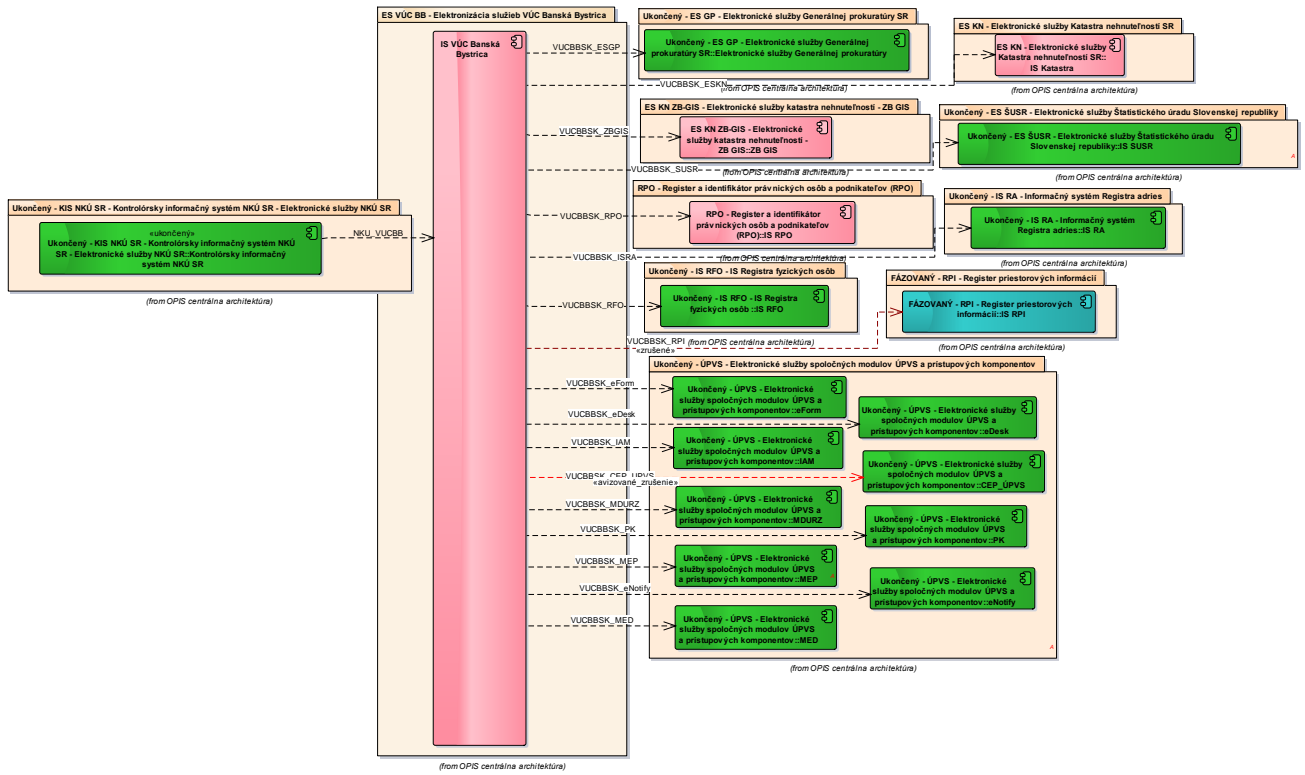 ES VÚC BB - Elektronizácia služieb VÚC Banská Bystrica
IS VÚC Banská
Bystrica
(from OPIS centrálna architektúra)
Ukončený - KIS NKÚ SR - Kontrolórsky informačný systém NKÚ SR - Elektronické služby NKÚ SR
«ukončený»
Ukončený - KIS NKÚ SR - Kontrolórsky informačný systém NKÚ
SR - Elektronické služby NKÚ SR::Kontrolórsky informačný
systém NKÚ SR
(from OPIS centrálna architektúra)
NKU_VUCBB
Ukončený - ES GP - Elektronické služby Generálnej prokuratúry SR
Ukončený - ES GP - Elektronické služby Generálnej
prokuratúry SR::Elektronické služby Generálnej prokuratúry
(from OPIS centrálna architektúra)
VUCBBSK_ESGP
ES KN - Elektronické služby Katastra nehnuteľností SR
ES KN - Elektronické služby
Katastra nehnuteľností SR::
IS Katastra
(from OPIS centrálna architektúra)
VUCBBSK_ESKN
ES KN ZB-GIS - Elektronické služby katastra nehnuteľností - ZB GIS
ES KN ZB-GIS - Elektronické
služby katastra nehnuteľností -
ZB GIS::ZB GIS
(from OPIS centrálna architektúra)
VUCBBSK_ZBGIS
Ukončený - ES ŠUSR - Elektronické služby Štatistického úradu Slovenskej republiky
Ukončený - ES ŠUSR - Elektronické služby Štatistického úradu
Slovenskej republiky::IS SUSR
A
(from OPIS centrálna architektúra)
VUCBBSK_SUSR
RPO - Register a identifikátor právnických osôb a podnikateľov (RPO)
RPO - Register a identifikátor
právnických osôb a podnikateľov
(RPO)::IS RPO
(from OPIS centrálna architektúra)
VUCBBSK_RPO
Ukončený - IS RA - Informačný systém Registra adries
Ukončený - IS RA - Informačný systém
Registra adries::IS RA
(from OPIS centrálna architektúra)
VUCBBSK_ISRA
Ukončený - IS RFO - IS Registra fyzických osôb
Ukončený - IS RFO - IS Registra
fyzických osôb ::IS RFO
(from OPIS centrálna architektúra)
VUCBBSK_RFO
FÁZOVANÝ - RPI - Register priestorových informácií
FÁZOVANÝ - RPI - Register priestorových
informácií::IS RPI
(from OPIS centrálna architektúra)
VUCBBSK_RPI
«zrušené»
Ukončený - ÚPVS - Elektronické služby spoločných modulov ÚPVS a prístupových komponentov
VUCBBSK_eForm
Ukončený - ÚPVS - Elektronické
služby spoločných modulov ÚPVS a
prístupových komponentov::eForm
VUCBBSK_eDesk
Ukončený - ÚPVS - Elektronické služby
spoločných modulov ÚPVS a
prístupových komponentov::eDesk
VUCBBSK_IAM
Ukončený - ÚPVS - Elektronické
služby spoločných modulov ÚPVS a
prístupových komponentov::IAM
VUCBBSK_CEP_UPVS
«avizované_zrušenie»
Ukončený - ÚPVS - Elektronické služby
spoločných modulov ÚPVS a
prístupových komponentov::CEP_ÚPVS
VUCBBSK_MDURZ
Ukončený - ÚPVS - Elektronické
služby spoločných modulov ÚPVS
a prístupových komponentov::MDURZ
VUCBBSK_PK
Ukončený - ÚPVS - Elektronické
služby spoločných modulov ÚPVS
a prístupových komponentov::PK
VUCBBSK_MEP
Ukončený - ÚPVS - Elektronické
služby spoločných modulov ÚPVS
a prístupových komponentov::MEP
VUCBBSK_eNotify
Ukončený - ÚPVS - Elektronické
služby spoločných modulov ÚPVS a
prístupových komponentov::eNotify
VUCBBSK_MED
Ukončený - ÚPVS - Elektronické
služby spoločných modulov ÚPVS
a prístupových komponentov::MED
A
(from OPIS centrálna architektúra)